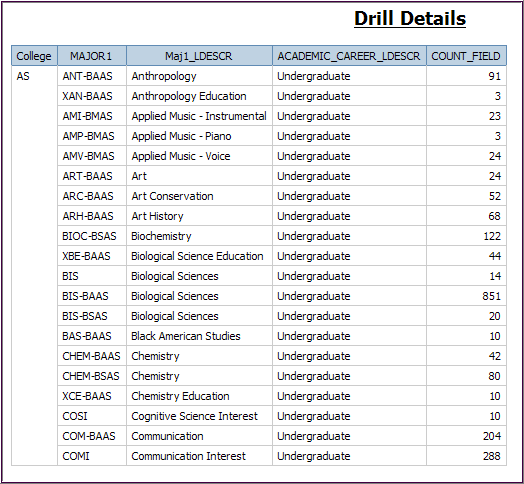 Drill Details
College MAJOR1 Maj1_LDESCR ACADEMIC_CAREER_LDESCR COUNT_FIELD
AS ANT-BAAS Anthropology Undergraduate 91
XAN-BAAS Anthropology Education Undergraduate 3
AMI-BMAS Applied Music - Instrumental Undergraduate 23
AMP-BMAS Applied Music - Piano Undergraduate 3
AMV-BMAS Applied Music - Voice Undergraduate 24
ART-BAAS Art Undergraduate 24
ARC-BAAS Art Conservation Undergraduate 52
ARH-BAAS Art History Undergraduate 68
BIOC-BSAS Biochemistry Undergraduate 122
XBE-BAAS Biological Science Education Undergraduate 44
BIS Biological Sciences Undergraduate 14
BIS-BAAS Biological Sciences Undergraduate 851
BIS-BSAS Biological Sciences Undergraduate 20
BAS-BAAS Black American Studies Undergraduate 10
CHEM-BAAS Chemistry Undergraduate 42
CHEM-BSAS Chemistry Undergraduate 80
XCE-BAAS Chemistry Education Undergraduate 10
COSI Cognitive Science Interest Undergraduate 10
COM-BAAS Communication Undergraduate 204
COMI Communication Interest Undergraduate 288